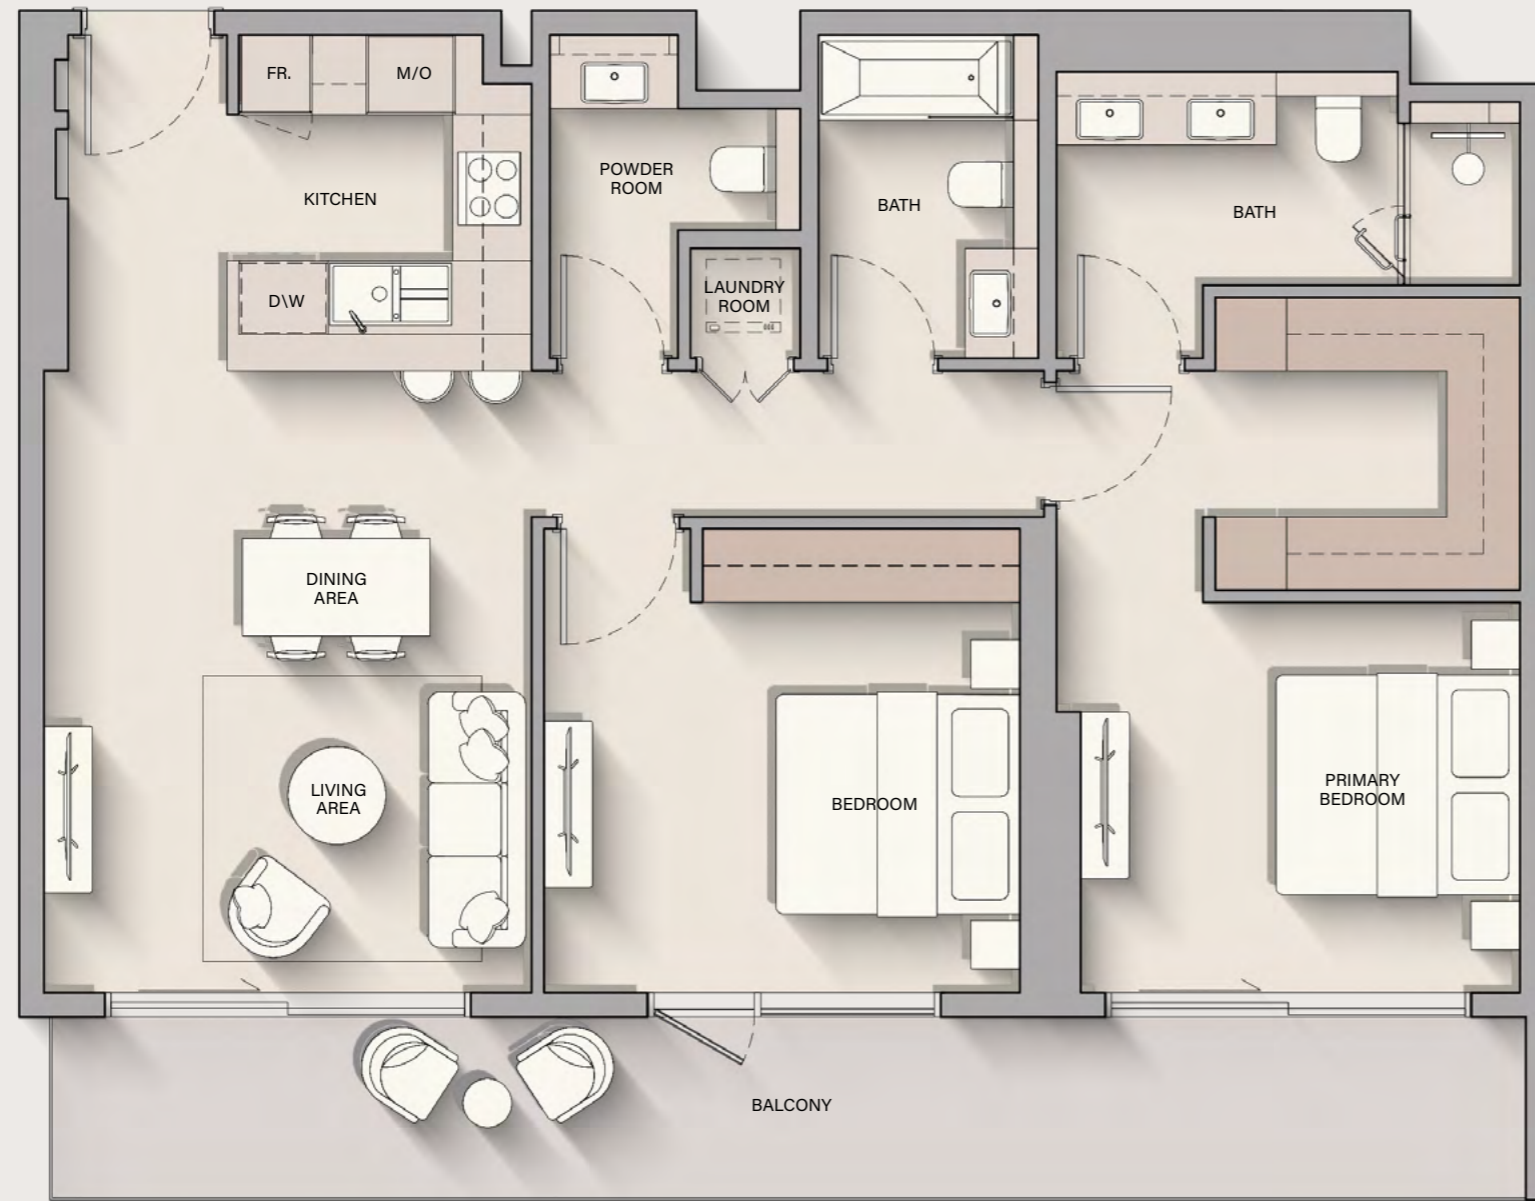 FR.
M/O
KITCHEN
D\W
POWDER
ROOM
LAUNDRY
ROOM
BATH
BATH
DINING
AREA
LIVING
AREA
BEDROOM
PRIMARY
BEDROOM
BALCONY